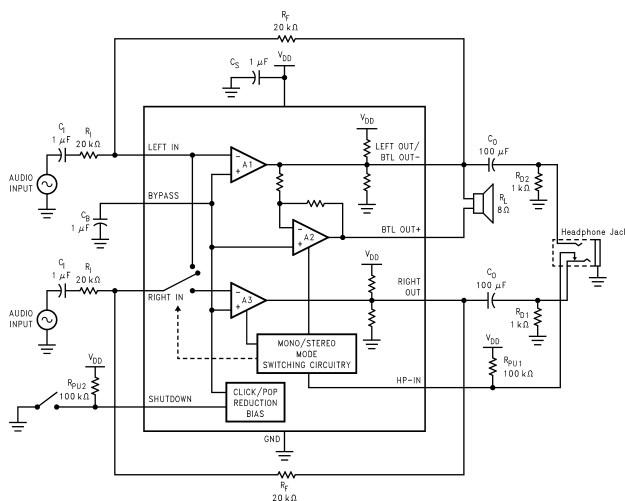 R_F
20 kΩ
C_S 1 µF
V_DD
C_I
1 µF
R_I
20 kΩ
LEFT IN
A1
V_DD
LEFT OUT/
BTL OUT-
C_O
100 µF
R_D2
1 kΩ
AUDIO
INPUT
BYPASS
C_B
1 µF
A2
BTL OUT+
R_L
8Ω
Headphone Jack
C_I
1 µF
R_I
20 kΩ
RIGHT IN
A3
RIGHT
OUT
C_O
100 µF
R_D1
1 kΩ
AUDIO
INPUT
MONO/STEREO
MODE
SWITCHING CIRCUITRY
V_DD
R_PU1
100 kΩ
HP-IN
V_DD
R_PU2
100 kΩ
SHUTDOWN
CLICK/POP
REDUCTION
BIAS
GND
R_F
20 kΩ